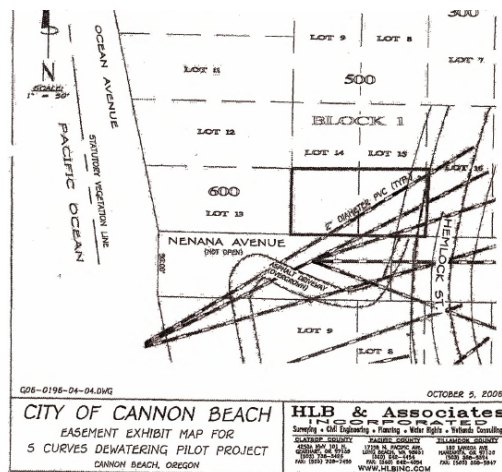 300
LOT 9
LOT 8
LOT 7
LOT 11
500
N
SCALE:
1" = 50'
OCEAN AVENUE
STATUTORY VEGETATION LINE
PACIFIC OCEAN
LOT 12
BLOCK 1
LOT 14
LOT 15
LOT 16
600
LOT 13
8" DIAMETER PVC (TYP.)
NENANA AVENUE
(NOT OPEN)
ASPHALT DRIVEWAY
(OVERGROWN)
HEMLOCK ST.
LOT 9
LOT 8
G06-0196-04-04.DWG
OCTOBER 5, 2006
CITY OF CANNON BEACH
EASEMENT EXHIBIT MAP FOR
S CURVES DEWATERING PILOT PROJECT
CANNON BEACH, OREGON
HLB & Associates
INCORPORATED
Surveying • Civil Engineering • Planning • Water Rights • Wetlands Consulting
CLATSOP COUNTY
PACIFIC COUNTY
TILLAMOOK COUNTY
WWW.HLBINC.COM